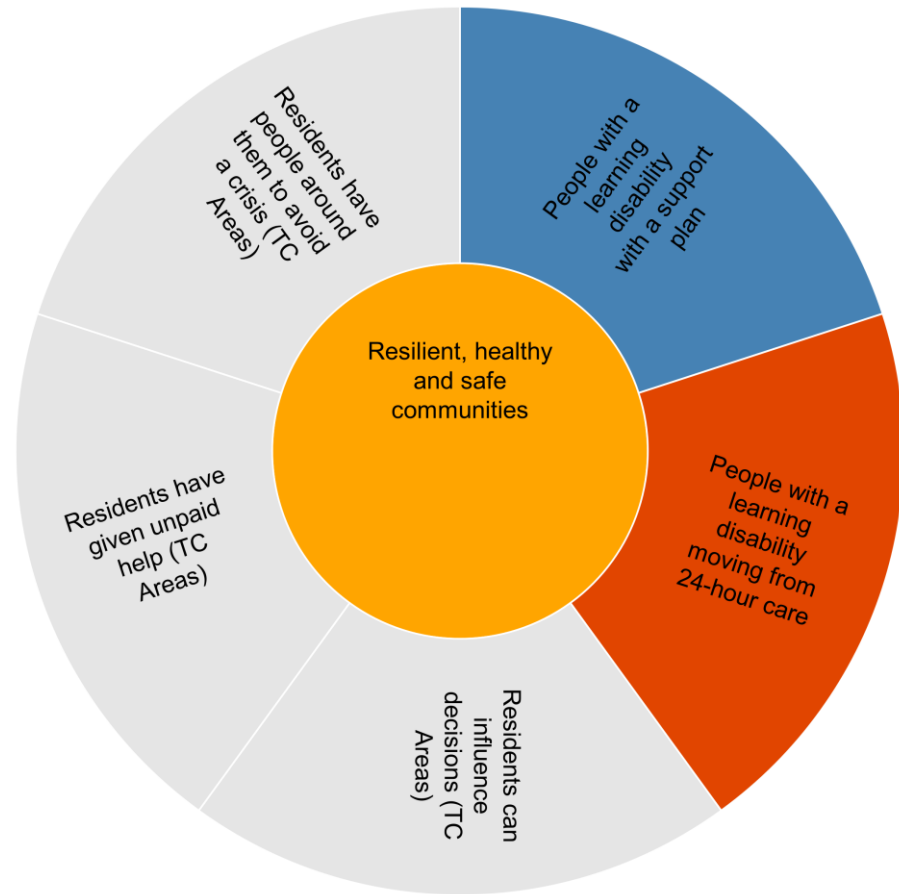 Residents have
people around
them to avoid
a crisis (TC
Areas)
People with a
learning
disability
with a support
plan
Resilient, healthy
and safe
communities
People with a
learning
disability
moving from
24-hour care
Residents have
given unpaid
help (TC
Areas)
Residents can
influence
decisions (TC
Areas)